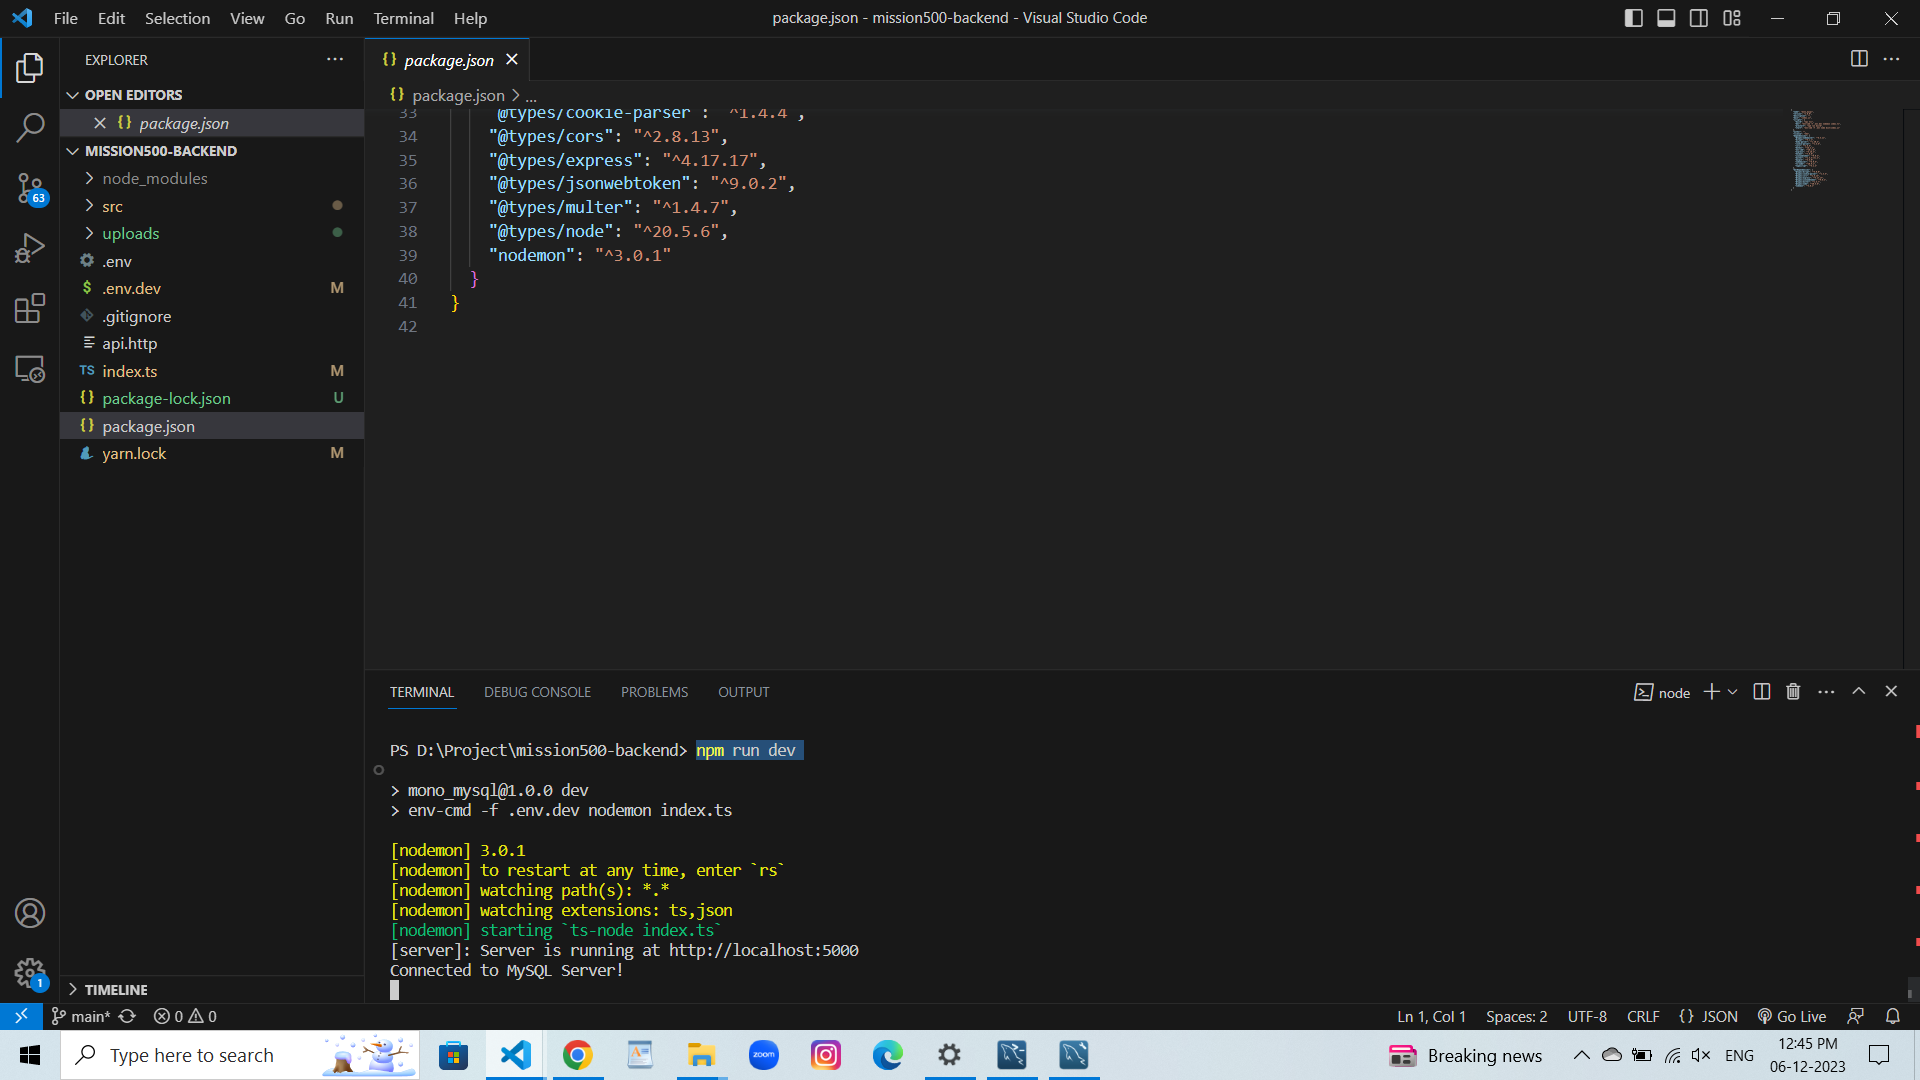 File Edit Selection View Go Run Terminal Help
package.json - mission500-backend - Visual Studio Code
EXPLORER
OPEN EDITORS
{} package.json
MISSION500-BACKEND
node_modules
src
uploads
.env
$ .env.dev M
.gitignore
api.http
TS index.ts M
{} package-lock.json U
{} package.json
yarn.lock M
TIMELINE
63
1
{} package.json
{} package.json > ...
33 "@types/cookie-parser": "^1.4.4",
34 "@types/cors": "^2.8.13",
35 "@types/express": "^4.17.17",
36 "@types/jsonwebtoken": "^9.0.2",
37 "@types/multer": "^1.4.7",
38 "@types/node": "^20.5.6",
39 "nodemon": "^3.0.1"
40 }
41 }
42
TERMINAL DEBUG CONSOLE PROBLEMS OUTPUT
node
PS D:\Project\mission500-backend> npm run dev
> mono_mysql@1.0.0 dev
> env-cmd -f .env.dev nodemon index.ts
[nodemon] 3.0.1
[nodemon] to restart at any time, enter `rs`
[nodemon] watching path(s): *.*
[nodemon] watching extensions: ts,json
[nodemon] starting `ts-node index.ts`
[server]: Server is running at http://localhost:5000
Connected to MySQL Server!
main* 0 0
Ln 1, Col 1 Spaces: 2 UTF-8 CRLF {} JSON Go Live
Type here to search
zoom
Breaking news
ENG
12:45 PM
06-12-2023